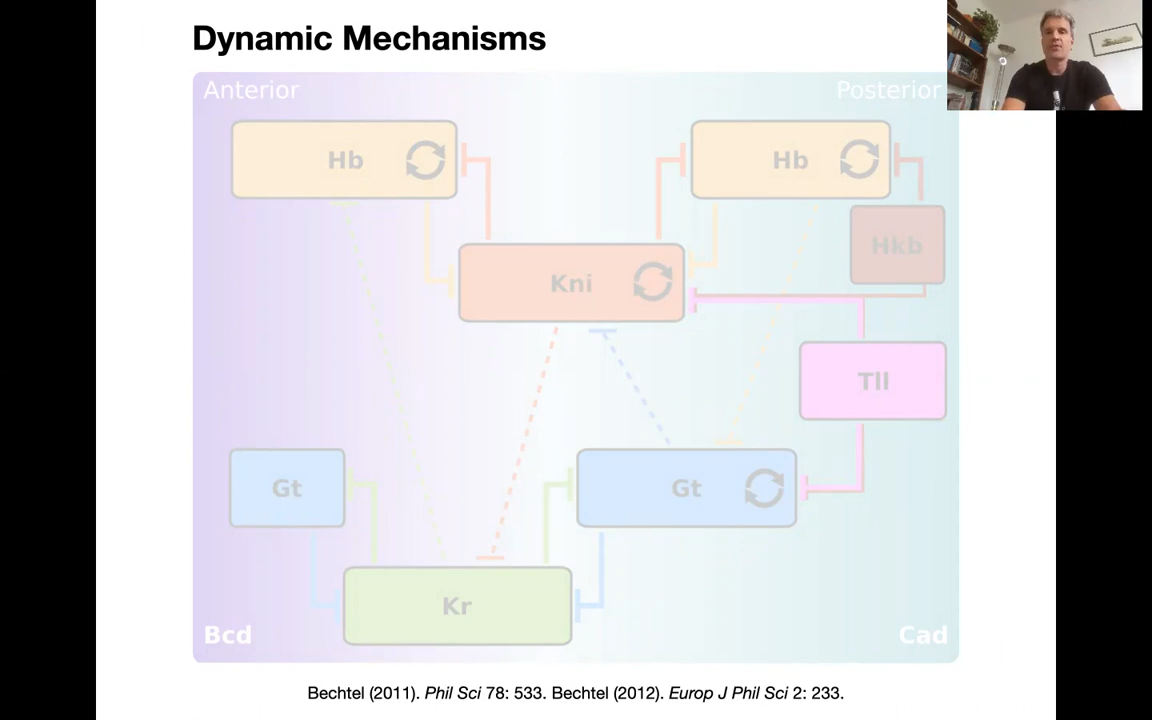 Dynamic Mechanisms
Anterior
Posterior
Hb
Hb
Hkb
Kni
Tll
Gt
Gt
Kr
Bcd
Cad
Bechtel (2011). Phil Sci 78: 533. Bechtel (2012). Europ J Phil Sci 2: 233.